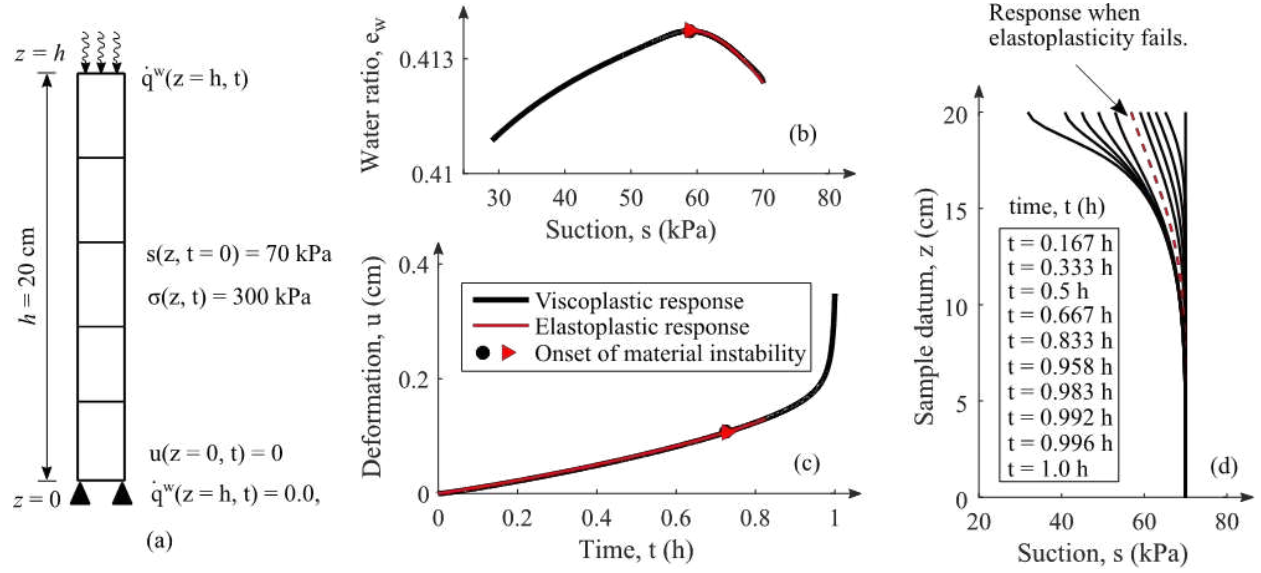 z = h
q̇ʷ(z = h, t)
h = 20 cm
s(z, t = 0) = 70 kPa
σ(z, t) = 300 kPa
u(z = 0, t) = 0
z = 0
q̇ʷ(z = h, t) = 0.0,
(a)
Water ratio, e_w
0.413
0.41
30 40 50 60 70 80
Suction, s (kPa)
(b)
Deformation, u (cm)
0.4
0.2
0
Viscoplastic response
Elastoplastic response
Onset of material instability
(c)
0 0.2 0.4 0.6 0.8 1
Time, t (h)
Response when
elastoplasticity fails.
Sample datum, z (cm)
20
15
10
5
0
time, t (h)
t = 0.167 h
t = 0.333 h
t = 0.5 h
t = 0.667 h
t = 0.833 h
t = 0.958 h
t = 0.983 h
t = 0.992 h
t = 0.996 h
t = 1.0 h
(d)
20 40 60 80
Suction, s (kPa)